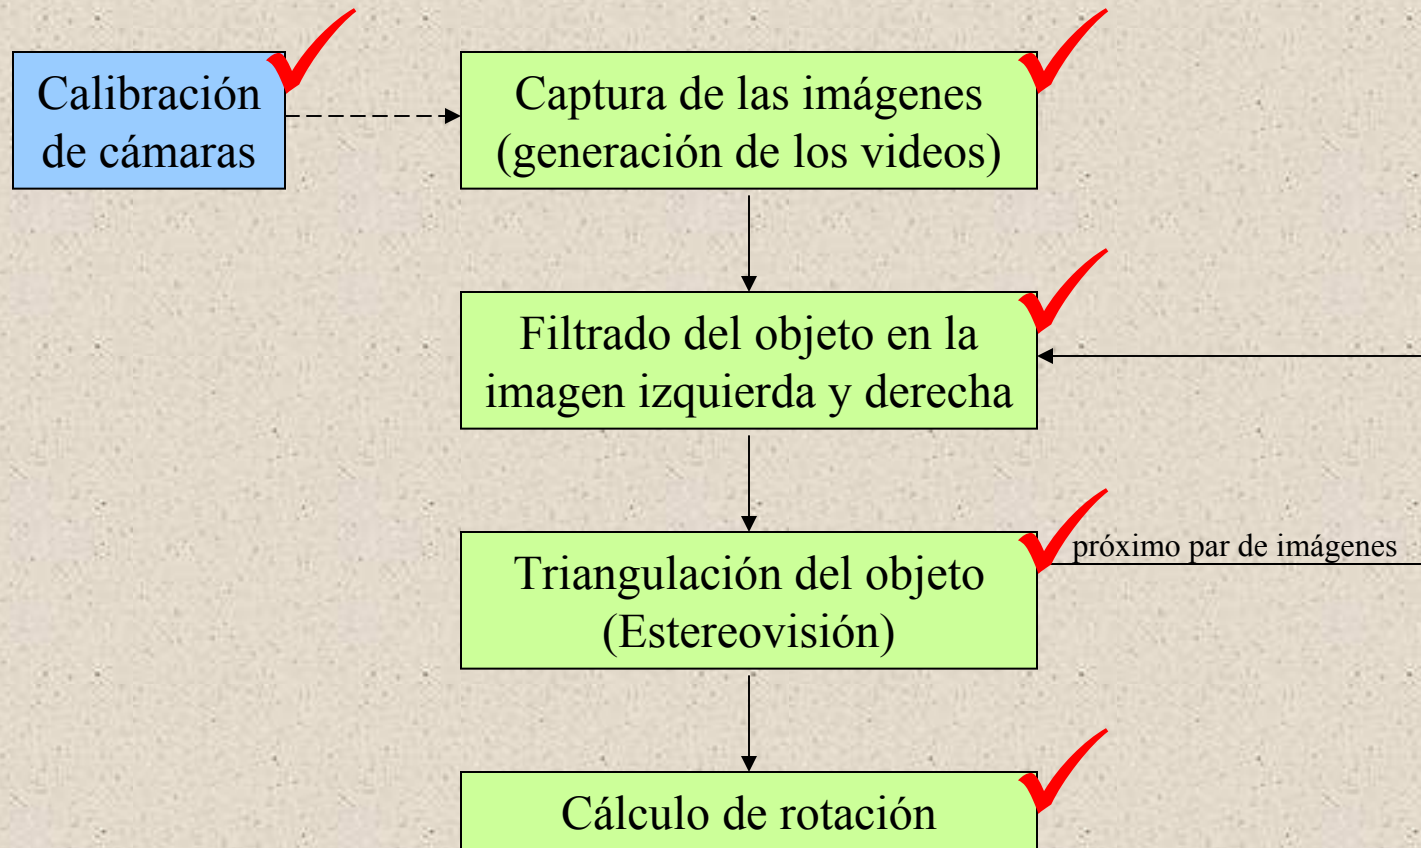 Calibración
de cámaras
Captura de las imágenes
(generación de los videos)
Filtrado del objeto en la
imagen izquierda y derecha
Triangulación del objeto
(Estereovisión)
próximo par de imágenes
Cálculo de rotación